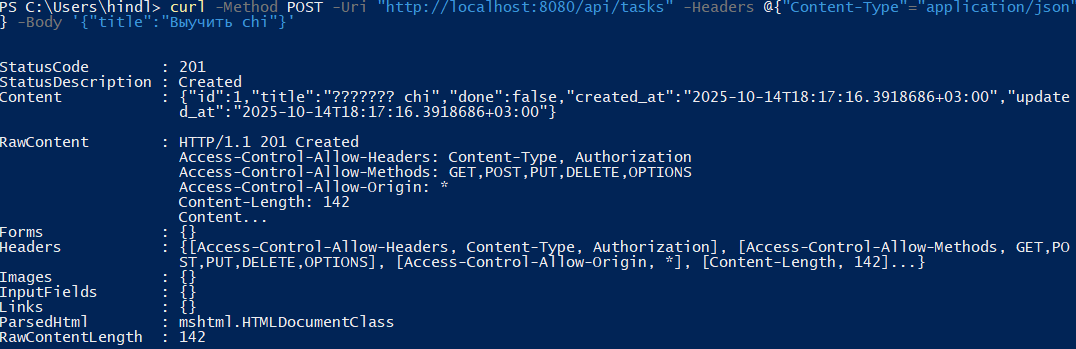 PS C:\Users\hindl> curl -Method POST -Uri "http://localhost:8080/api/tasks" -Headers @{"Content-Type"="application/json"
} -Body '{"title":"Выучить chi"}'
StatusCode        : 201
StatusDescription : Created
Content           : {"id":1,"title":"??????? chi","done":false,"created_at":"2025-10-14T18:17:16.3918686+03:00","update
                    d_at":"2025-10-14T18:17:16.3918686+03:00"}
RawContent        : HTTP/1.1 201 Created
                    Access-Control-Allow-Headers: Content-Type, Authorization
                    Access-Control-Allow-Methods: GET,POST,PUT,DELETE,OPTIONS
                    Access-Control-Allow-Origin: *
                    Content-Length: 142
                    Content...
Forms             : {}
Headers           : {[Access-Control-Allow-Headers, Content-Type, Authorization], [Access-Control-Allow-Methods, GET,PO
                    ST,PUT,DELETE,OPTIONS], [Access-Control-Allow-Origin, *], [Content-Length, 142]...}
Images            : {}
InputFields       : {}
Links             : {}
ParsedHtml        : mshtml.HTMLDocumentClass
RawContentLength  : 142